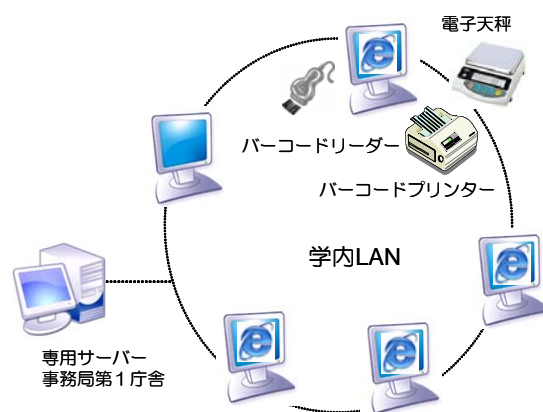 電子天秤
バーコードリーダー
バーコードプリンター
学内LAN
専用サーバー
事務局第１庁舎